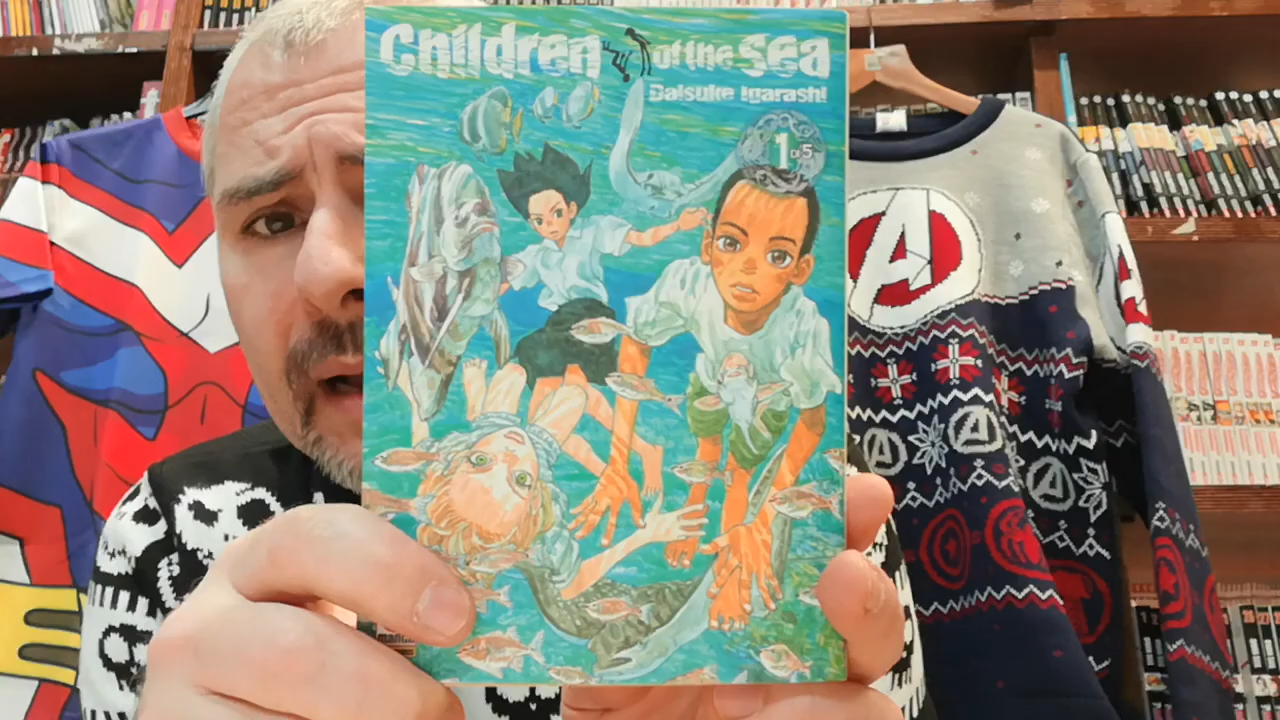 Children of the Sea
Daisuke Igarashi
1 of 5
A